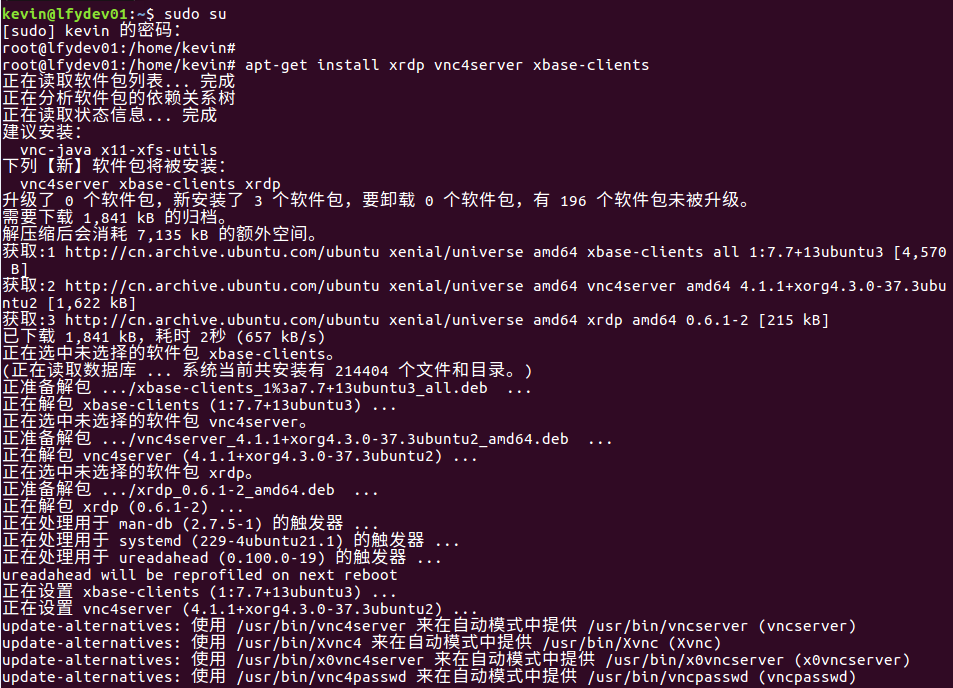 kevin@lfydev01:~$ sudo su
[sudo] kevin 的密码：
root@lfydev01:/home/kevin#
root@lfydev01:/home/kevin# apt-get install xrdp vnc4server xbase-clients
正在读取软件包列表... 完成
正在分析软件包的依赖关系树
正在读取状态信息... 完成
建议安装：
  vnc-java x11-xfs-utils
下列【新】软件包将被安装：
  vnc4server xbase-clients xrdp
升级了 0 个软件包，新安装了 3 个软件包，要卸载 0 个软件包，有 196 个软件包未被升级。
需要下载 1,841 kB 的归档。
解压缩后会消耗 7,135 kB 的额外空间。
获取:1 http://cn.archive.ubuntu.com/ubuntu xenial/universe amd64 xbase-clients all 1:7.7+13ubuntu3 [4,570
 B]
获取:2 http://cn.archive.ubuntu.com/ubuntu xenial/universe amd64 vnc4server amd64 4.1.1+xorg4.3.0-37.3ubu
ntu2 [1,622 kB]
获取:3 http://cn.archive.ubuntu.com/ubuntu xenial/universe amd64 xrdp amd64 0.6.1-2 [215 kB]
已下载 1,841 kB，耗时 2秒 (657 kB/s)
正在选中未选择的软件包 xbase-clients。
(正在读取数据库 ... 系统当前共安装有 214404 个文件和目录。)
正准备解包 .../xbase-clients_1%3a7.7+13ubuntu3_all.deb  ...
正在解包 xbase-clients (1:7.7+13ubuntu3) ...
正在选中未选择的软件包 vnc4server。
正准备解包 .../vnc4server_4.1.1+xorg4.3.0-37.3ubuntu2_amd64.deb  ...
正在解包 vnc4server (4.1.1+xorg4.3.0-37.3ubuntu2) ...
正在选中未选择的软件包 xrdp。
正准备解包 .../xrdp_0.6.1-2_amd64.deb  ...
正在解包 xrdp (0.6.1-2) ...
正在处理用于 man-db (2.7.5-1) 的触发器 ...
正在处理用于 systemd (229-4ubuntu21.1) 的触发器 ...
正在处理用于 ureadahead (0.100.0-19) 的触发器 ...
ureadahead will be reprofiled on next reboot
正在设置 xbase-clients (1:7.7+13ubuntu3) ...
正在设置 vnc4server (4.1.1+xorg4.3.0-37.3ubuntu2) ...
update-alternatives: 使用 /usr/bin/vnc4server 来在自动模式中提供 /usr/bin/vncserver (vncserver)
update-alternatives: 使用 /usr/bin/Xvnc4 来在自动模式中提供 /usr/bin/Xvnc (Xvnc)
update-alternatives: 使用 /usr/bin/x0vnc4server 来在自动模式中提供 /usr/bin/x0vncserver (x0vncserver)
update-alternatives: 使用 /usr/bin/vnc4passwd 来在自动模式中提供 /usr/bin/vncpasswd (vncpasswd)